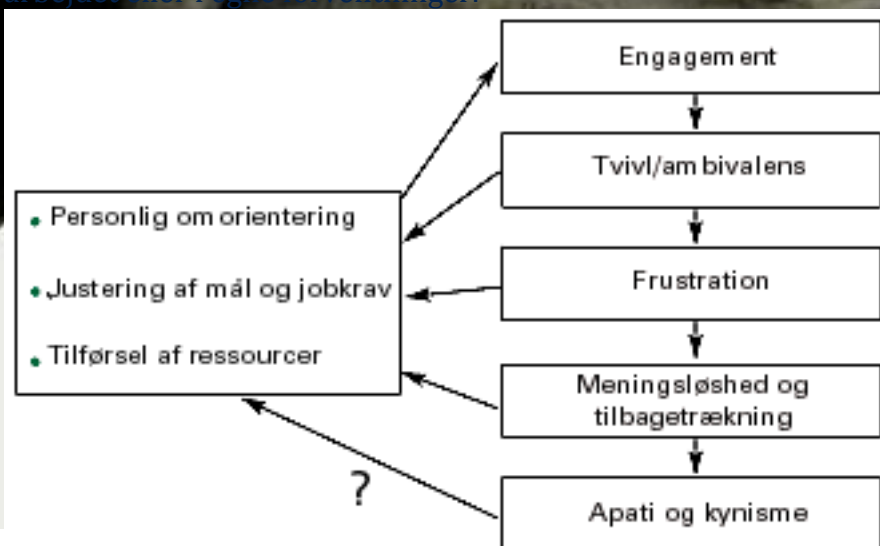 Engagement
Tvivl/ambivalens
• Personlig omorientering
Frustration
• Justering af mål og jobkrav
• Tilførsel af ressourcer
Meningsløshed og
tilbagetrækning
?
Apati og kynisme